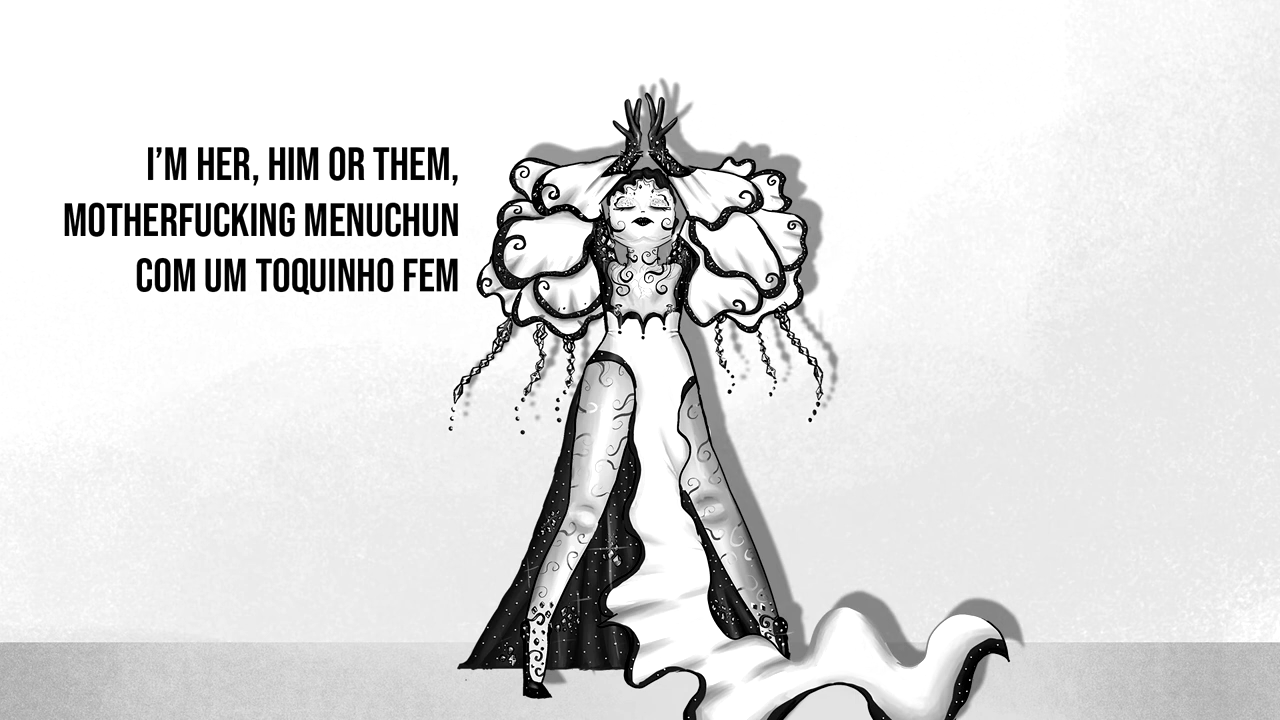 I'M HER, HIM OR THEM,
MOTHERFUCKING MENUCHUN
COM UM TOQUINHO FEM